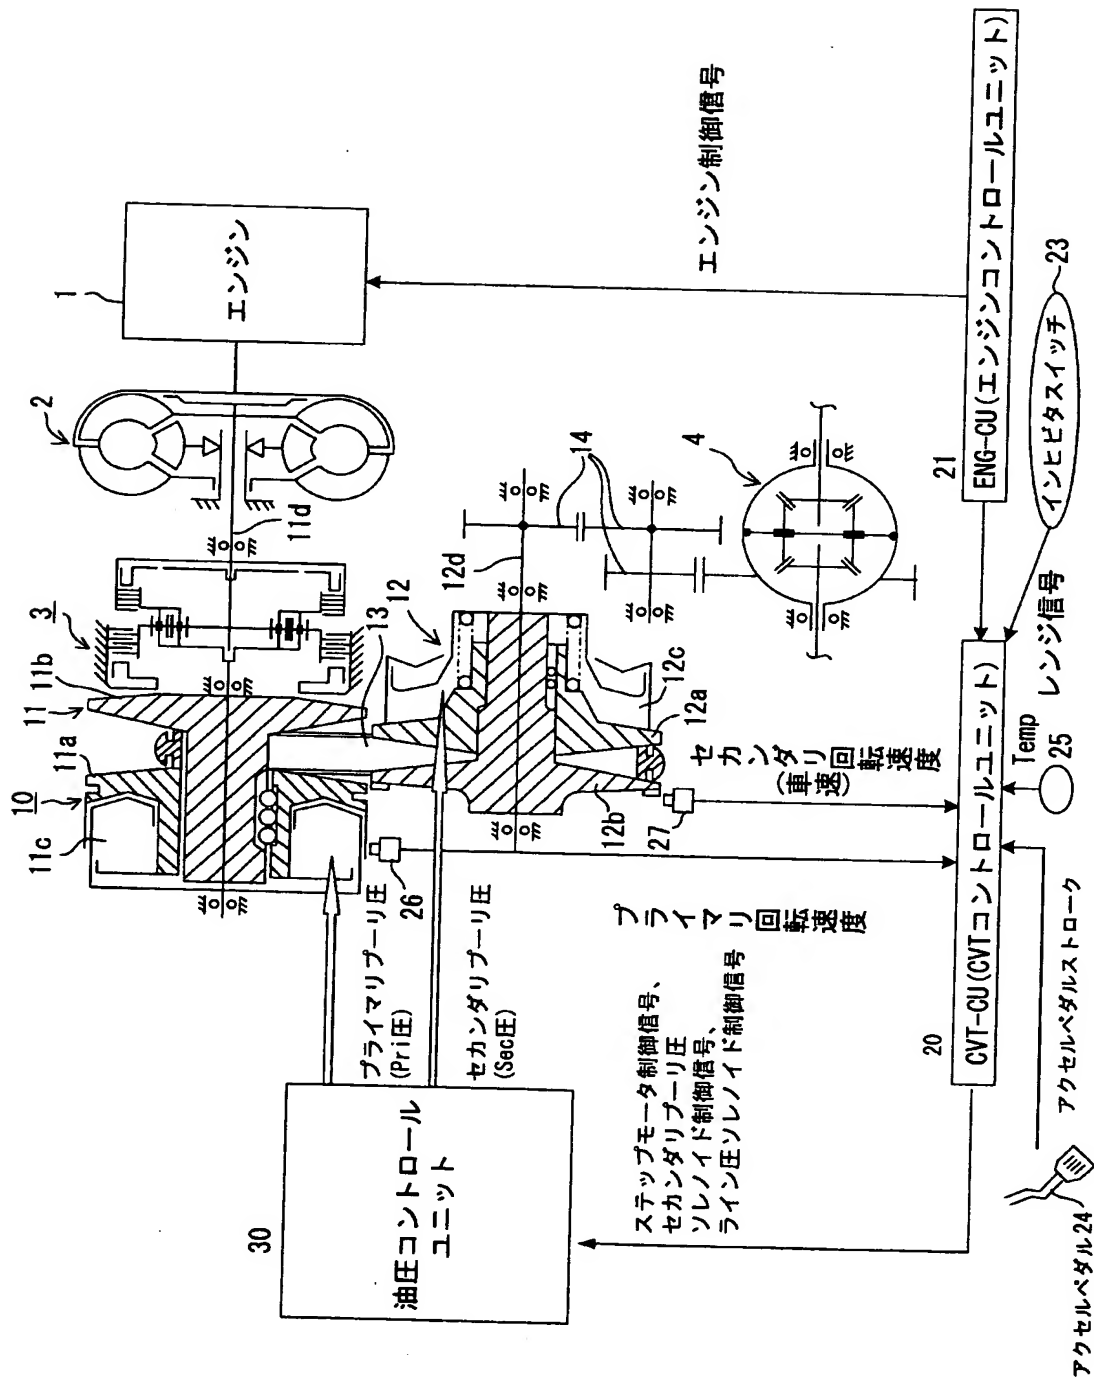 1
エンジン
2
11d
3
11b
11
11a
10
11c
13
12
12d
14
4
12c
12a
12b
26
27
プライマリプーリ圧
(Pri圧)
セカンダリプーリ圧
(Sec圧)
エンジン制御信号
セカンダリ回転速度
(車速)
プライマリ回転速度
30
油圧コントロール
ユニット
ステップモータ制御信号、
セカンダリプーリ圧
ソレノイド制御信号、
ライン圧ソレノイド制御信号
20
CVT-CU(CVTコントロールユニット)
21
ENG-CU(エンジンコントロールユニット)
インヒビタスイッチ
23
レンジ信号
Temp
25
アクセルペダルストローク
アクセルペダル24